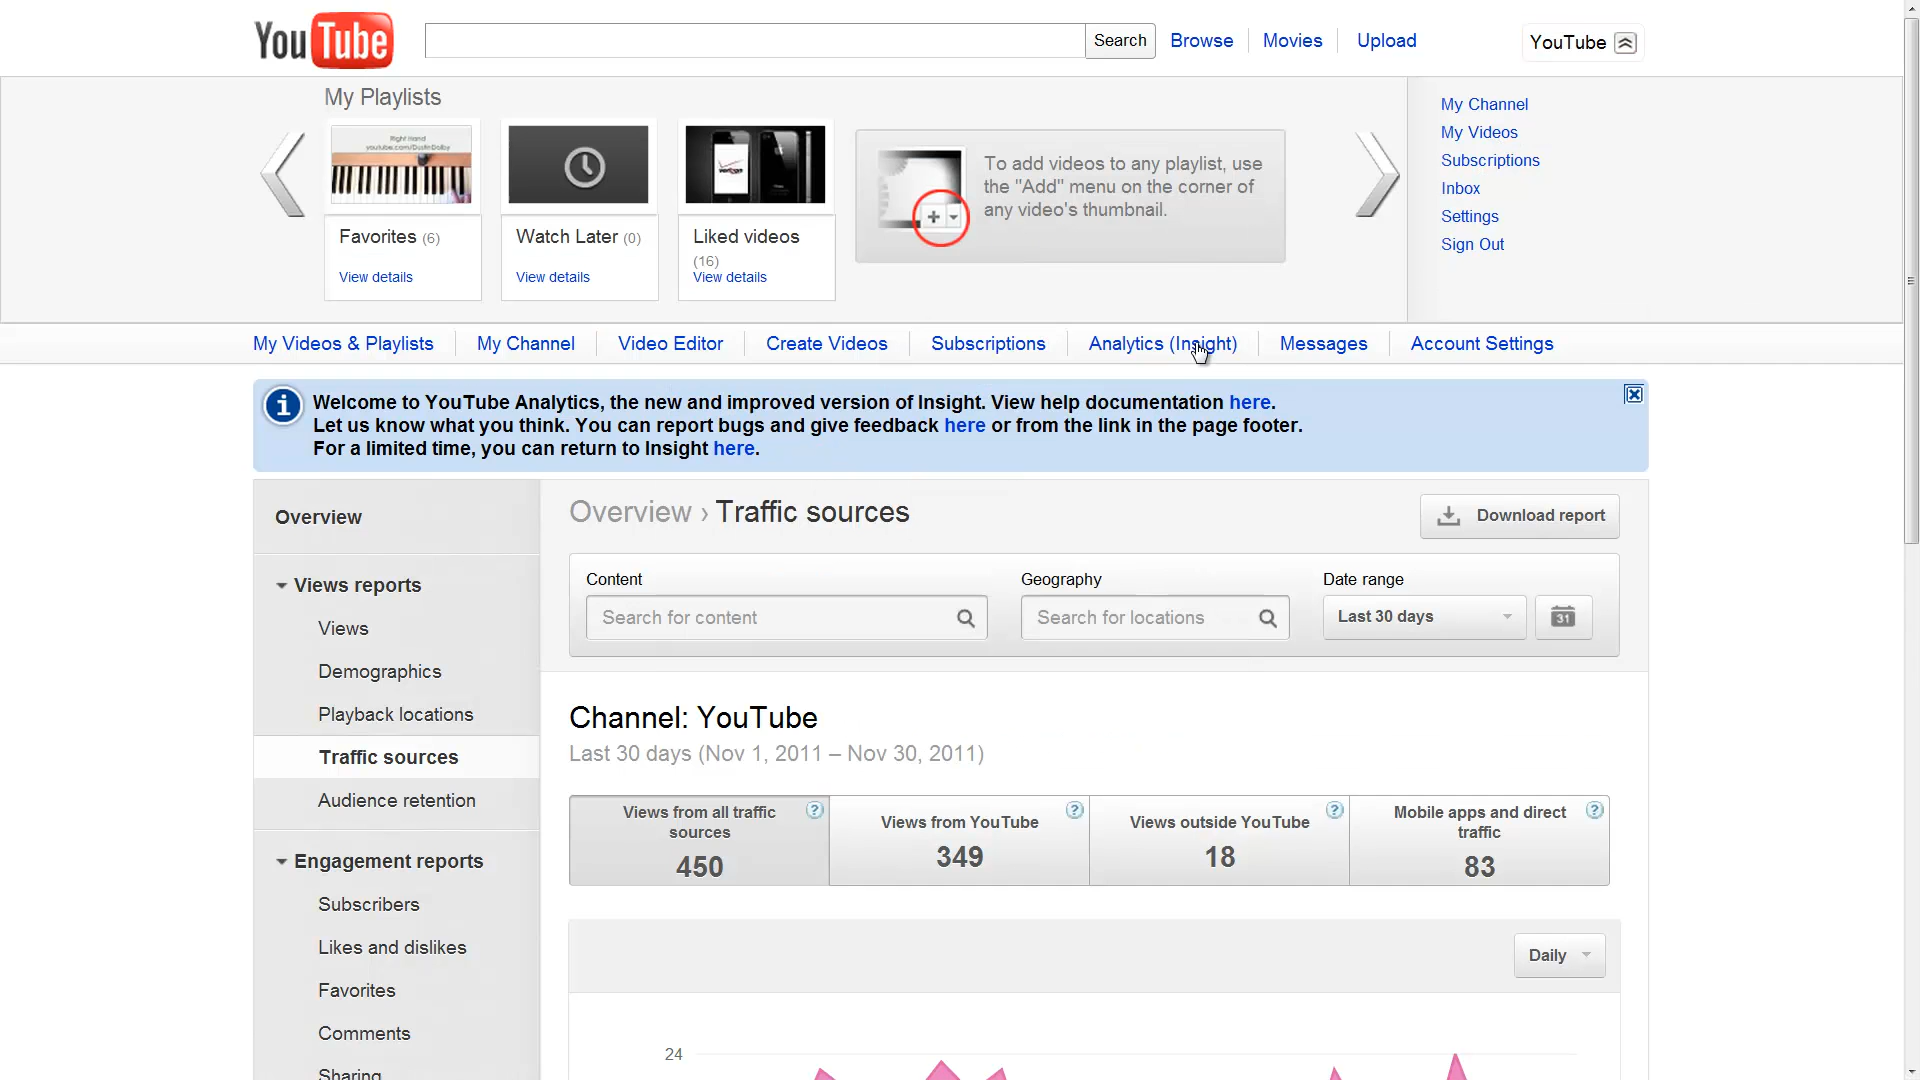 YouTube
Search
Browse
Movies
Upload
YouTube
My Playlists
Right Hand
youtube.com/DustinDolby
verizon
Favorites (6)
View details
Watch Later (0)
View details
Liked videos
(16)
View details
To add videos to any playlist, use
the "Add" menu on the corner of
any video's thumbnail.
My Channel
My Videos
Subscriptions
Inbox
Settings
Sign Out
My Videos & Playlists
My Channel
Video Editor
Create Videos
Subscriptions
Analytics (Insight)
Messages
Account Settings
Welcome to YouTube Analytics, the new and improved version of Insight. View help documentation here.
Let us know what you think. You can report bugs and give feedback here or from the link in the page footer.
For a limited time, you can return to Insight here.
Overview
Views reports
Views
Demographics
Playback locations
Traffic sources
Audience retention
Engagement reports
Subscribers
Likes and dislikes
Favorites
Comments
Sharing
Overview › Traffic sources
Download report
Content
Search for content
Geography
Search for locations
Date range
Last 30 days
31
Channel: YouTube
Last 30 days (Nov 1, 2011 – Nov 30, 2011)
Views from all traffic
sources
?
450
Views from YouTube
?
349
Views outside YouTube
?
18
Mobile apps and direct
traffic
?
83
Daily
24